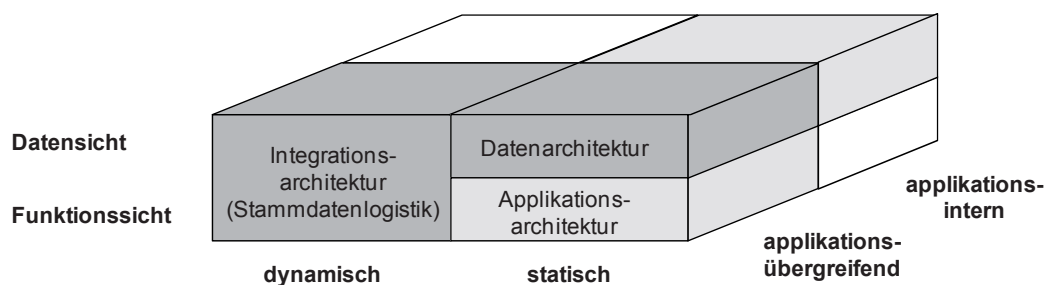 Datensicht
Funktionssicht
Integrations-
architektur
(Stammdatenlogistik)
Datenarchitektur
Applikations-
architektur
dynamisch
statisch
applikations-
übergreifend
applikations-
intern